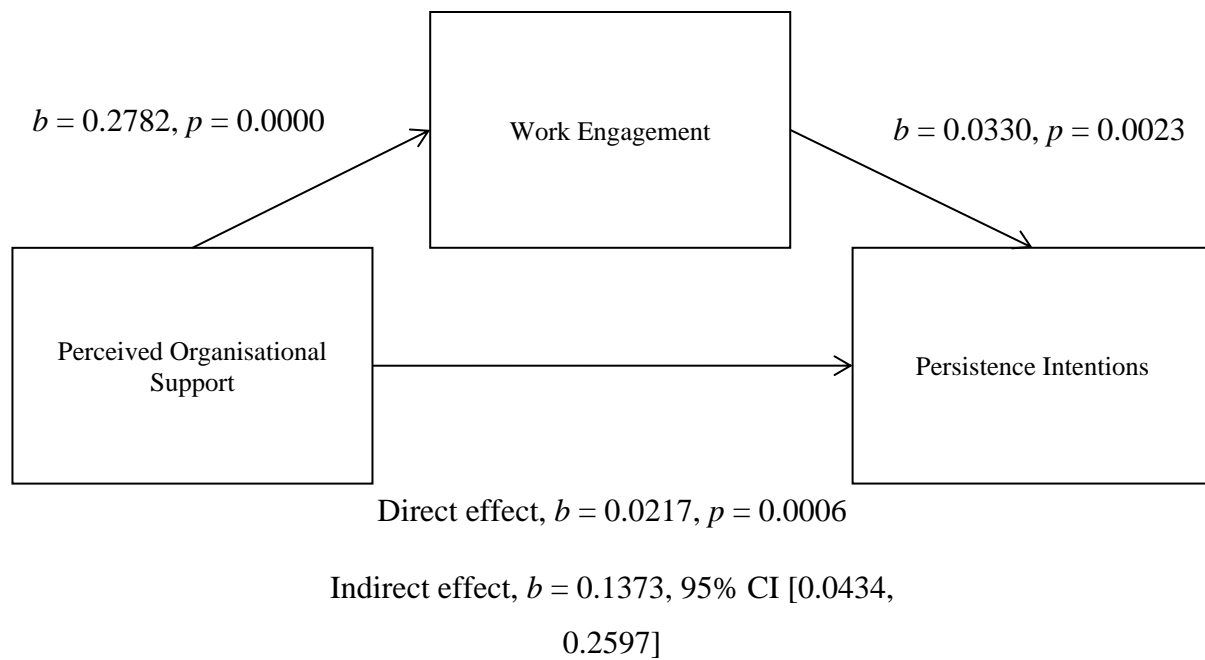 b = 0.2782, p = 0.0000
Work Engagement
b = 0.0330, p = 0.0023
Perceived Organisational
Support
Persistence Intentions
Direct effect, b = 0.0217, p = 0.0006
Indirect effect, b = 0.1373, 95% CI [0.0434,
0.2597]